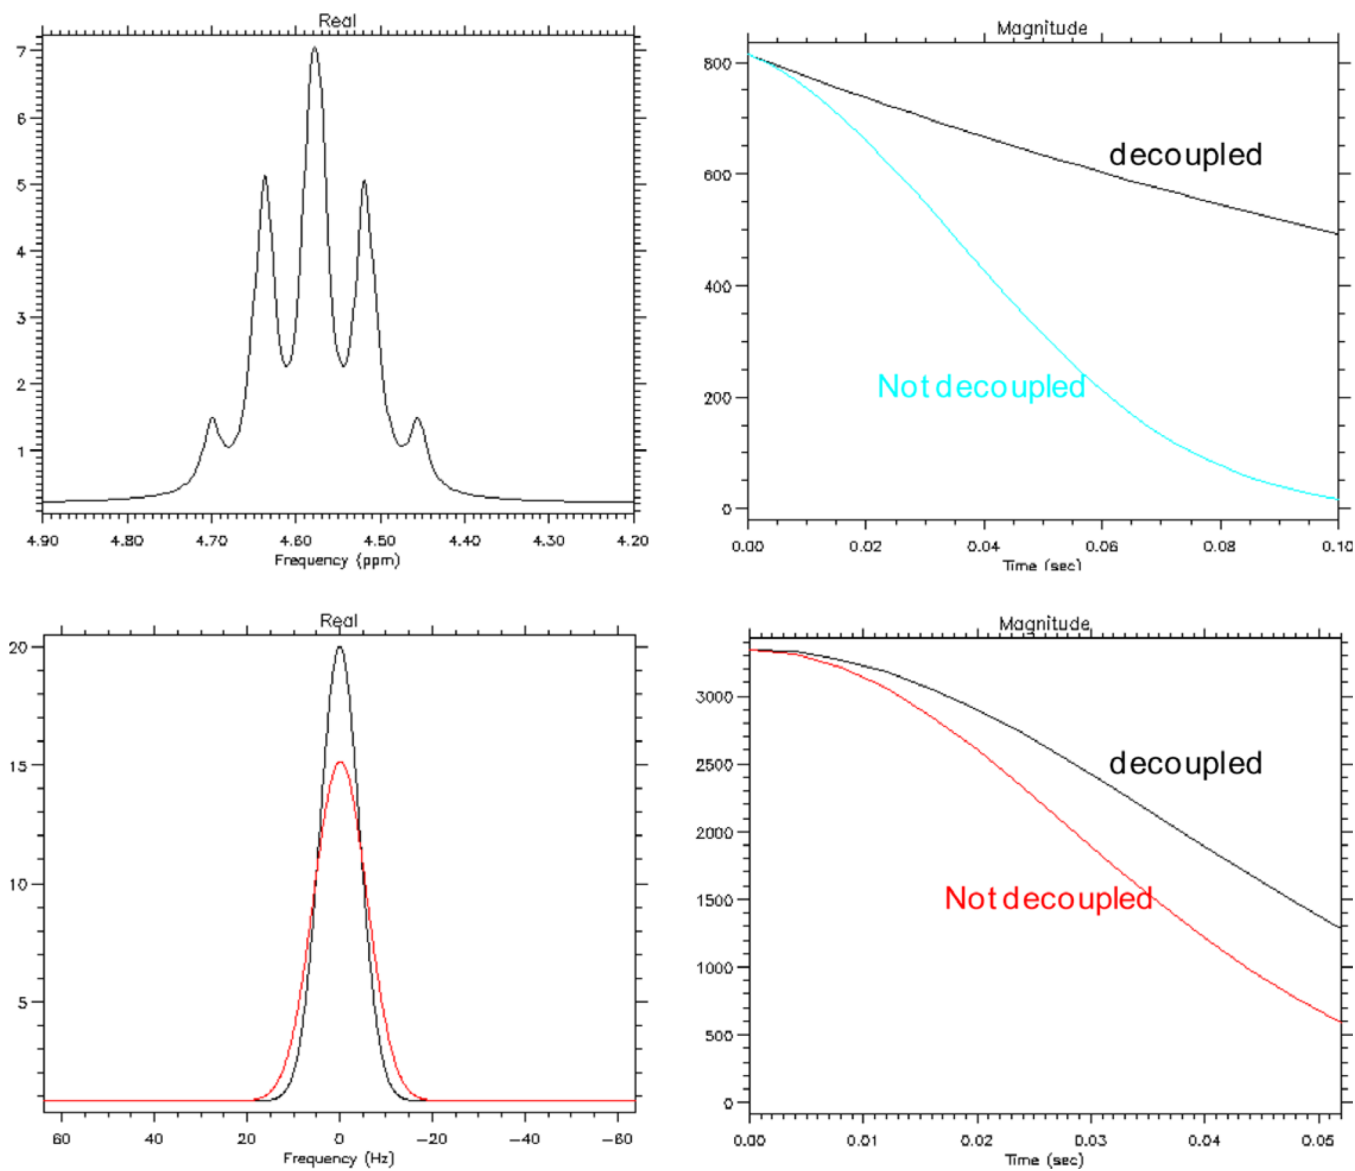 Real
7
6
5
4
3
2
1
4.90 4.80 4.70 4.60 4.50 4.40 4.30 4.20
Frequency (ppm)
Magnitude
800
600
400
200
0
decoupled
Not decoupled
0.00 0.02 0.04 0.06 0.08 0.10
Time (sec)
Real
20
15
10
5
60 40 20 0 -20 -40 -60
Frequency (Hz)
Magnitude
3000
2500
2000
1500
1000
500
0
decoupled
Not decoupled
0.00 0.01 0.02 0.03 0.04 0.05
Time (sec)